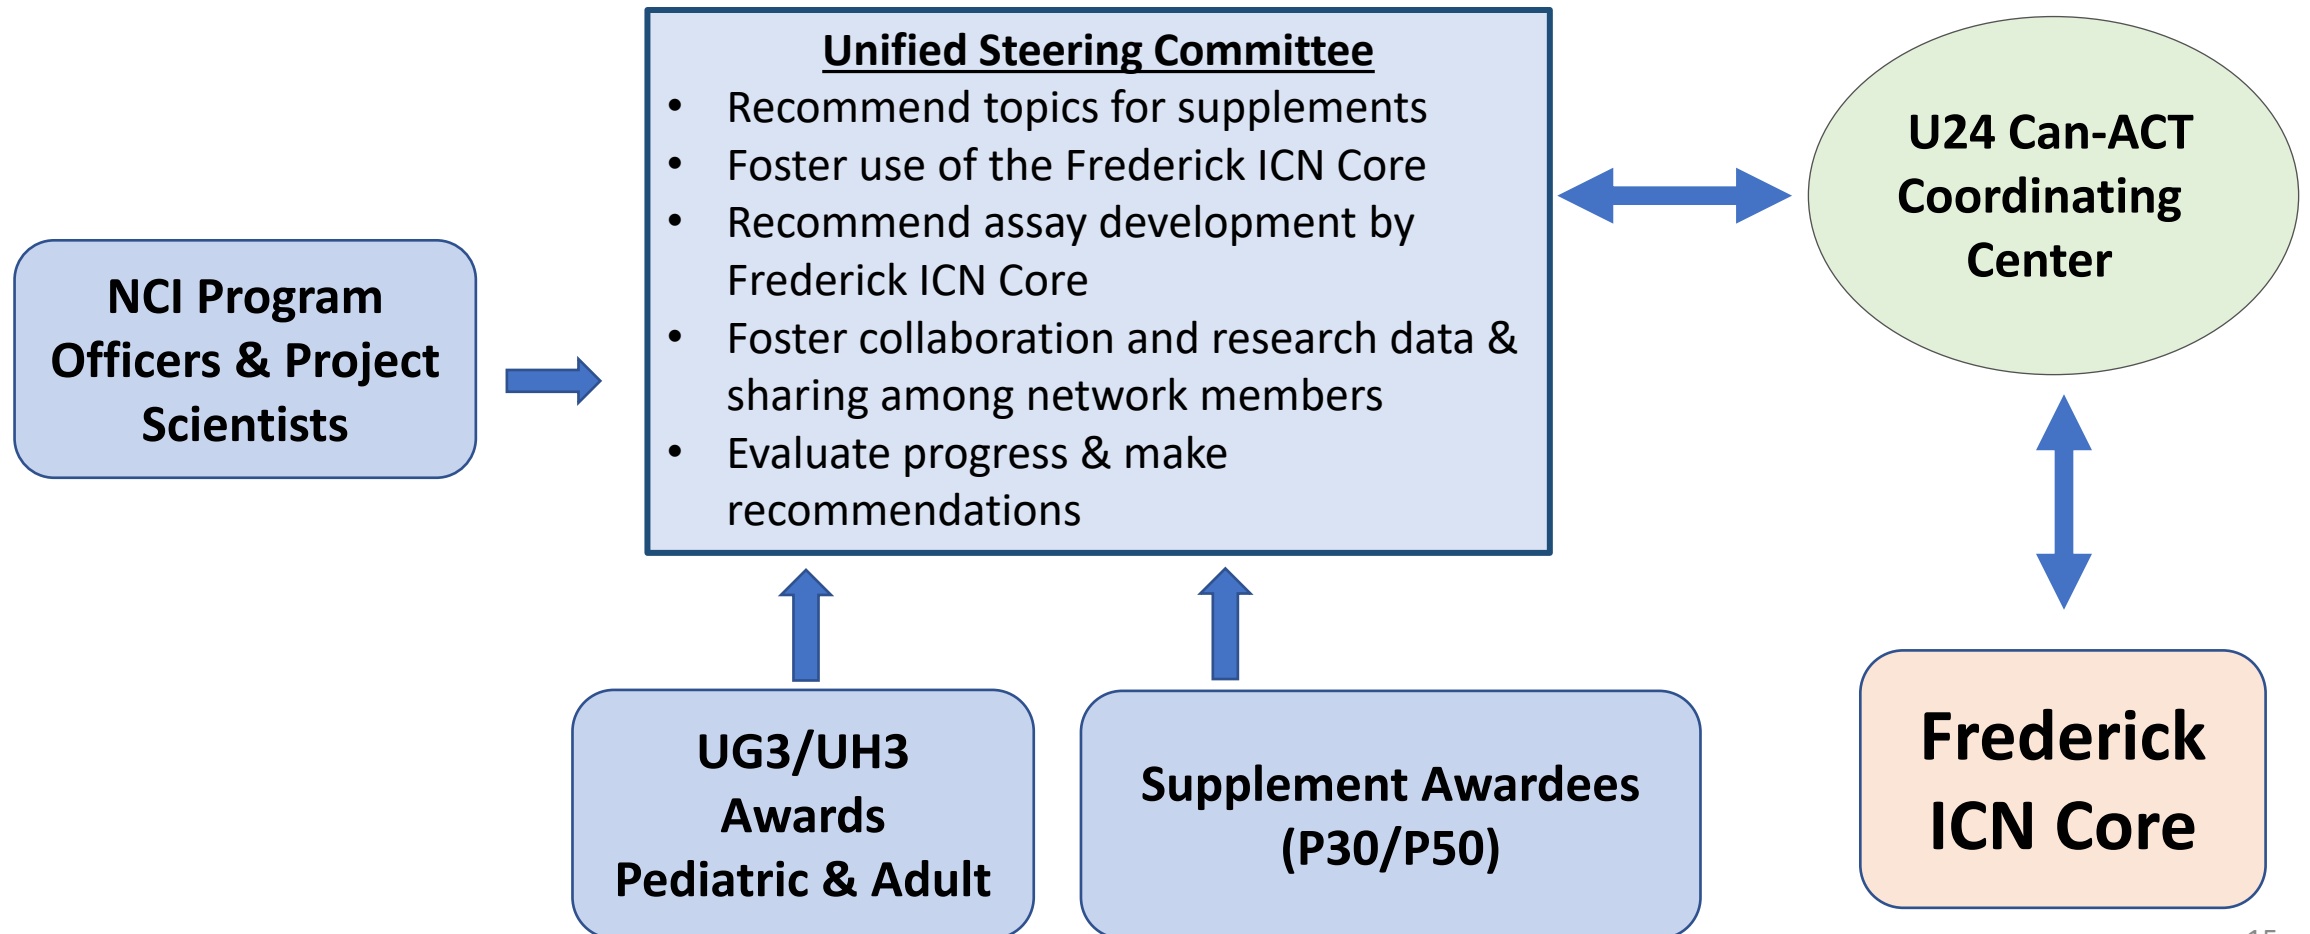 Unified Steering Committee
• Recommend topics for supplements
• Foster use of the Frederick ICN Core
• Recommend assay development by
Frederick ICN Core
• Foster collaboration and research data &
sharing among network members
• Evaluate progress & make
recommendations
NCI Program
Officers & Project
Scientists
U24 Can-ACT
Coordinating
Center
UG3/UH3
Awards
Pediatric & Adult
Supplement Awardees
(P30/P50)
Frederick
ICN Core